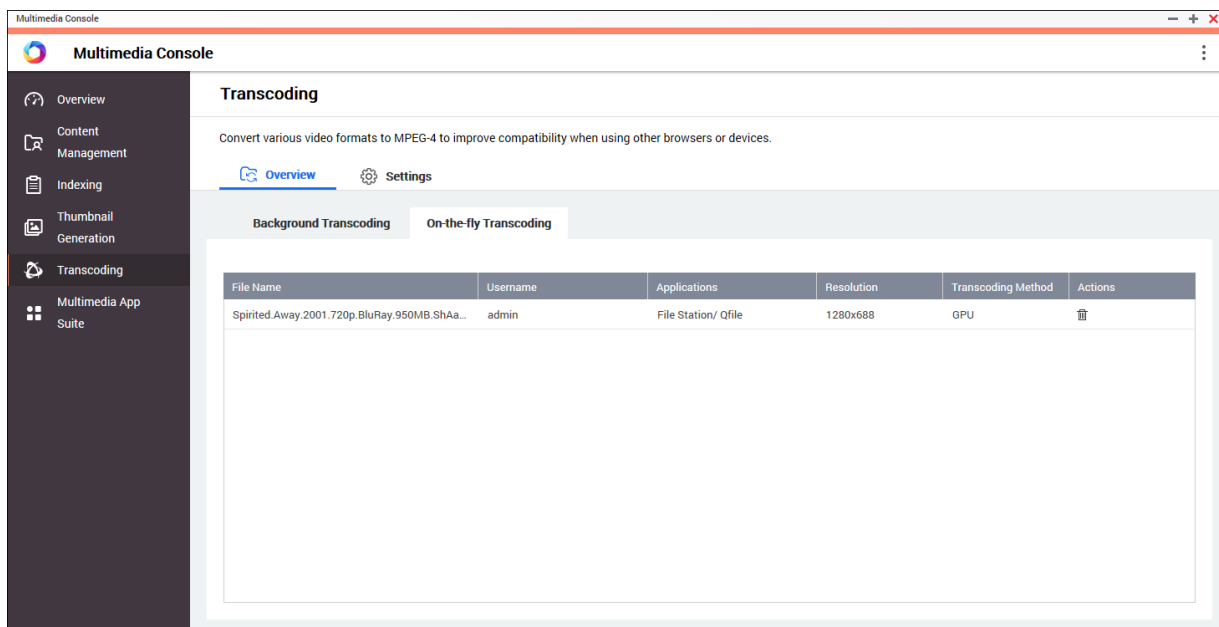 Multimedia Console
Multimedia Console
Overview
Content
Management
Indexing
Thumbnail
Generation
Transcoding
Multimedia App
Suite
Transcoding
Convert various video formats to MPEG-4 to improve compatibility when using other browsers or devices.
Overview Settings
Background Transcoding On-the-fly Transcoding
File Name Username Applications Resolution Transcoding Method Actions
Spirited.Away.2001.720p.BluRay.950MB.ShAa... admin File Station/ Qfile 1280x688 GPU